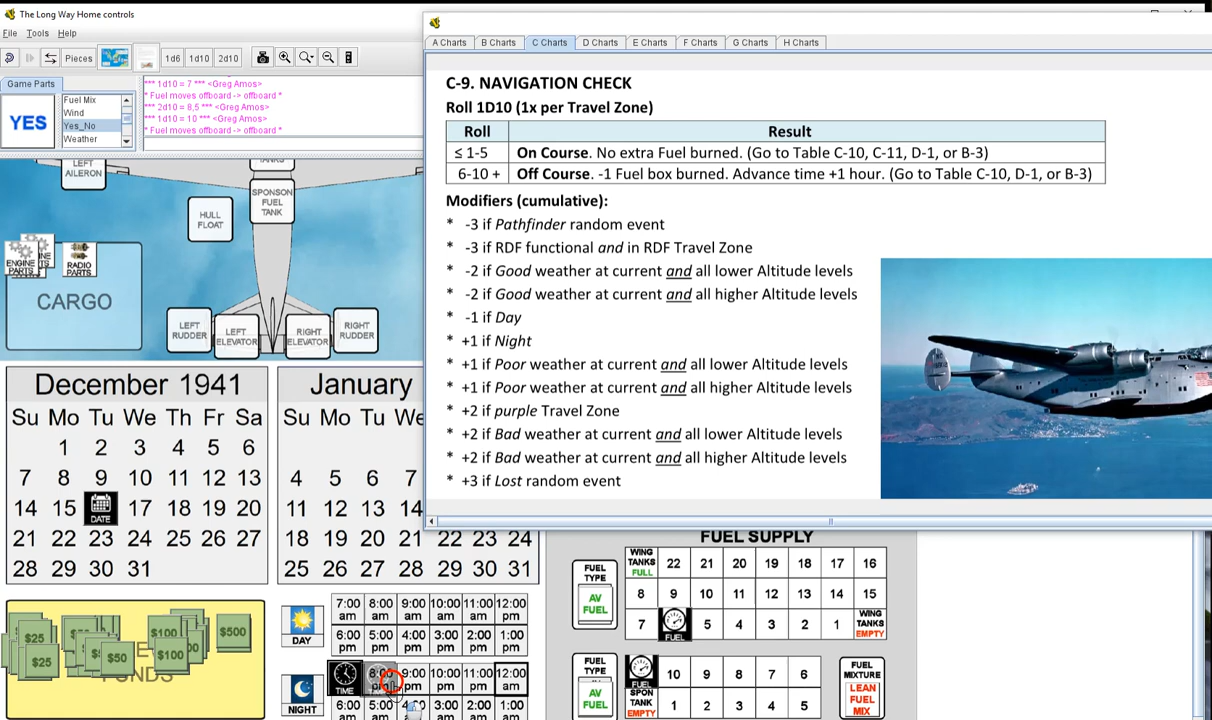 The Long Way Home controls
File Tools Help
Pieces 1d6 1d10 2d10
Game Parts
YES
Fuel Mix
Wind
Yes_No
Weather
*** 1d10 = 7 *** <Greg Amos>
* Fuel moves offboard -> offboard *
*** 2d10 = 8,5 *** <Greg Amos>
*** 1d10 = 10 *** <Greg Amos>
* Fuel moves offboard -> offboard *
A Charts B Charts C Charts D Charts E Charts F Charts G Charts H Charts
C-9. NAVIGATION CHECK
Roll 1D10 (1x per Travel Zone)
Roll Result
≤ 1-5 On Course. No extra Fuel burned. (Go to Table C-10, C-11, D-1, or B-3)
6-10 + Off Course. -1 Fuel box burned. Advance time +1 hour. (Go to Table C-10, D-1, or B-3)
Modifiers (cumulative):
* -3 if Pathfinder random event
* -3 if RDF functional and in RDF Travel Zone
* -2 if Good weather at current and all lower Altitude levels
* -2 if Good weather at current and all higher Altitude levels
* -1 if Day
* +1 if Night
* +1 if Poor weather at current and all lower Altitude levels
* +1 if Poor weather at current and all higher Altitude levels
* +2 if purple Travel Zone
* +2 if Bad weather at current and all lower Altitude levels
* +2 if Bad weather at current and all higher Altitude levels
* +3 if Lost random event
LEFT
AILERON
TANKS
SPONSON
FUEL
TANK
HULL
FLOAT
ENGINE
PARTS
RADIO
PARTS
CARGO
LEFT
RUDDER
LEFT
ELEVATOR
RIGHT
ELEVATOR
RIGHT
RUDDER
December 1941
Su Mo Tu We Th Fr Sa
1 2 3 4 5 6
7 8 9 10 11 12 13
14 15 DATE 17 18 19 20
21 22 23 24 25 26 27
28 29 30 31
January
Su Mo Tu We
4 5 6 7
11 12 13 14
18 19 20 21 22 23 24
25 26 27 28 29 30 31
$25
$25
$50
$100
$100
$500
DAY
7:00 am 8:00 am 9:00 am 10:00 am 11:00 am 12:00 pm
6:00 pm 5:00 pm 4:00 pm 3:00 pm 2:00 pm 1:00 pm
NIGHT
TIME 8:00 pm 9:00 pm 10:00 pm 11:00 pm 12:00 am
6:00 am 5:00 3:00 am 2:00 am 1:00 am
FUEL SUPPLY
FUEL
TYPE
AV
FUEL
WING TANKS FULL 22 21 20 19 18 17 16
8 9 10 11 12 13 14 15
7 FUEL 5 4 3 2 1 WING TANKS EMPTY
FUEL
TYPE
AV
FUEL
FUEL 10 9 8 7 6
SPON TANK EMPTY 1 2 3 4 5
FUEL
MIXTURE
LEAN
FUEL
MIX